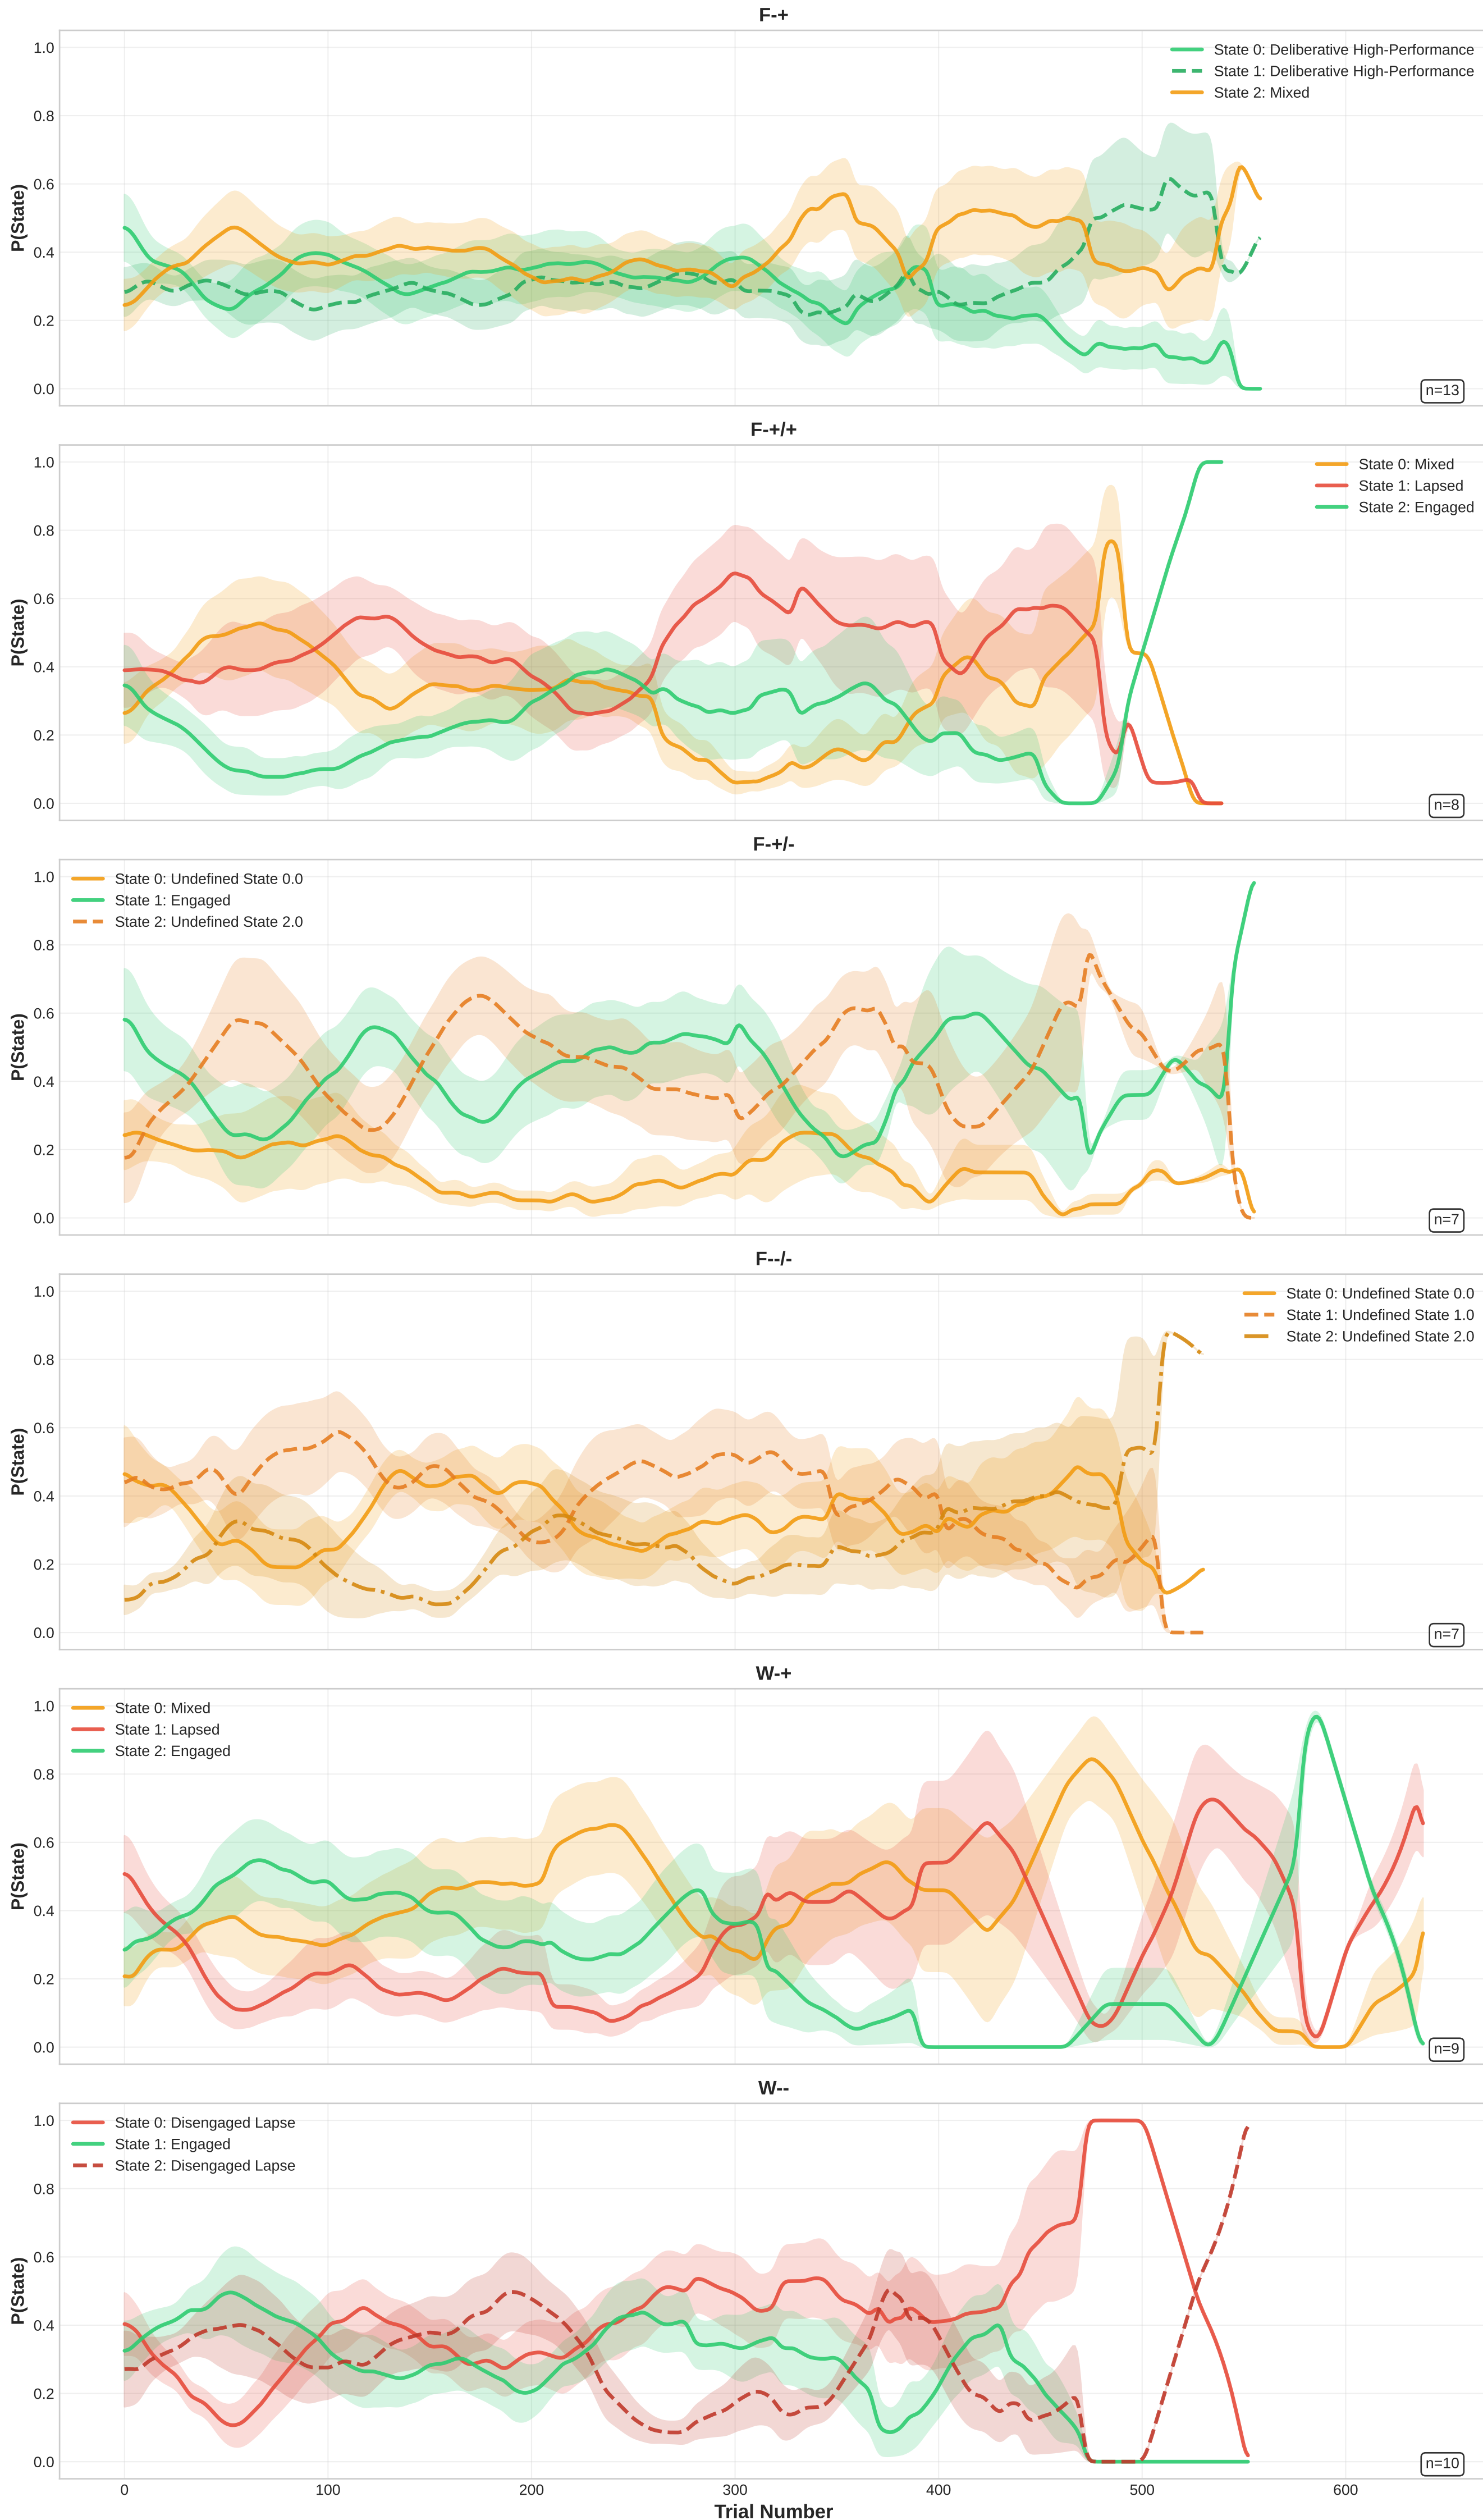 F-+
1.0
0.8
0.6
0.4
0.2
0.0
P(State)
State 0: Deliberative High-Performance
State 1: Deliberative High-Performance
State 2: Mixed
n=13
F-+/+
1.0
0.8
0.6
0.4
0.2
0.0
P(State)
State 0: Mixed
State 1: Lapsed
State 2: Engaged
n=8
F-+/-
1.0
0.8
0.6
0.4
0.2
0.0
P(State)
State 0: Undefined State 0.0
State 1: Engaged
State 2: Undefined State 2.0
n=7
F--/-
1.0
0.8
0.6
0.4
0.2
0.0
P(State)
State 0: Undefined State 0.0
State 1: Undefined State 1.0
State 2: Undefined State 2.0
n=7
W-+
1.0
0.8
0.6
0.4
0.2
0.0
P(State)
State 0: Mixed
State 1: Lapsed
State 2: Engaged
n=9
W--
1.0
0.8
0.6
0.4
0.2
0.0
P(State)
State 0: Disengaged Lapse
State 1: Engaged
State 2: Disengaged Lapse
n=10
0 100 200 300 400 500 600
Trial Number